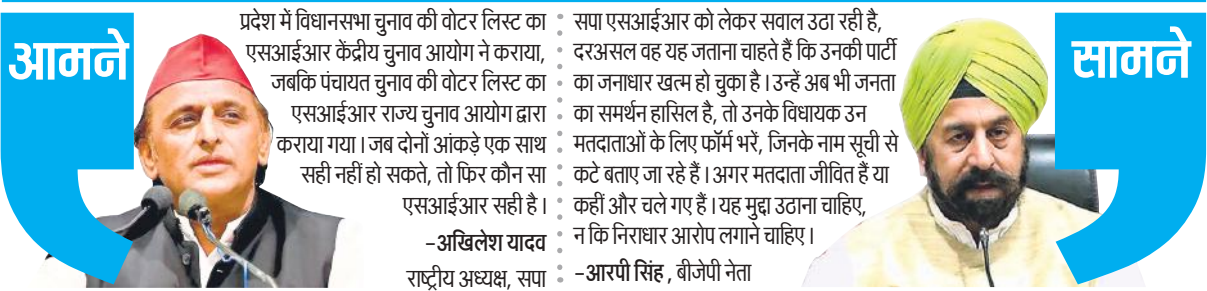 आमने
प्रदेश में विधानसभा चुनाव की वोटर लिस्ट का
एसआईआर केंद्रीय चुनाव आयोग ने कराया,
जबकि पंचायत चुनाव की वोटर लिस्ट का
एसआईआर राज्य चुनाव आयोग द्वारा
कराया गया। जब दोनों आंकड़े एक साथ
सही नहीं हो सकते, तो फिर कौन सा
एसआईआर सही है।
-अखिलेश यादव
राष्ट्रीय अध्यक्ष, सपा
सपा एसआईआर को लेकर सवाल उठा रही है,
दरअसल वह यह जताना चाहते हैं कि उनकी पार्टी
का जनाधार खत्म हो चुका है। उन्हें अब भी जनता
का समर्थन हासिल है, तो उनके विधायक उन
मतदाताओं के लिए फॉर्म भरें, जिनके नाम सूची से
कटे बताए जा रहे हैं। अगर मतदाता जीवित हैं या
कहीं और चले गए हैं। यह मुद्दा उठाना चाहिए,
न कि निराधार आरोप लगाने चाहिए।
-आरपी सिंह, बीजेपी नेता
सामने